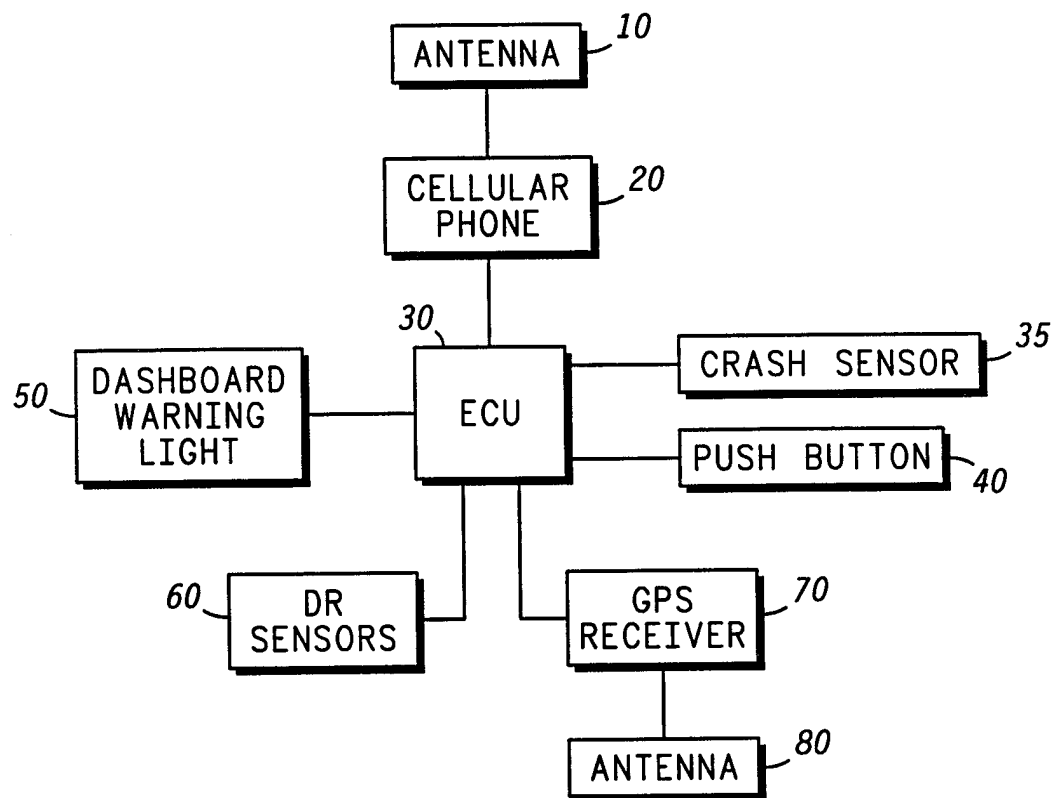 10
ANTENNA
20
CELLULAR
PHONE
30
ECU
35
CRASH SENSOR
50
DASHBOARD
WARNING
LIGHT
PUSH BUTTON
40
60
DR
SENSORS
70
GPS
RECEIVER
80
ANTENNA